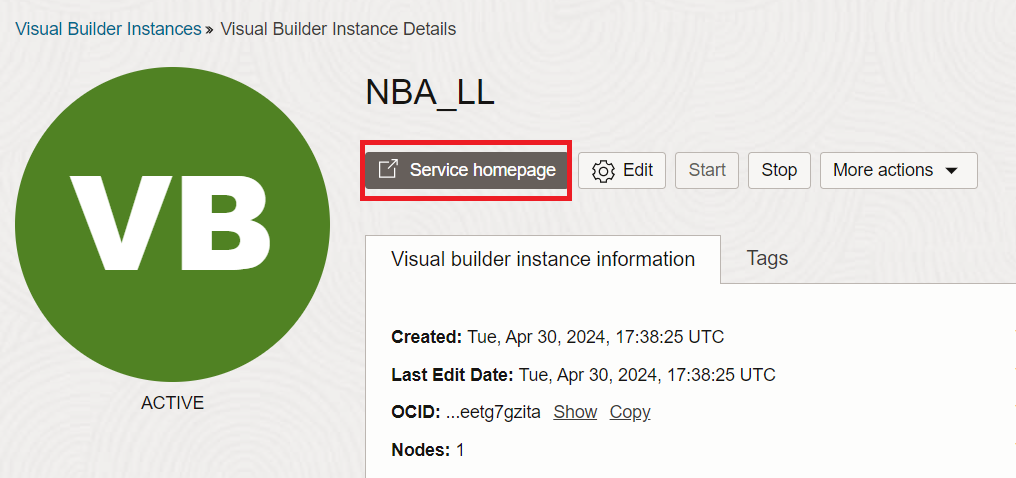 Visual Builder Instances » Visual Builder Instance Details
VB
ACTIVE
NBA_LL
Service homepage Edit Start Stop More actions
Visual builder instance information Tags
Created: Tue, Apr 30, 2024, 17:38:25 UTC
Last Edit Date: Tue, Apr 30, 2024, 17:38:25 UTC
OCID: ...eetg7gzita Show Copy
Nodes: 1